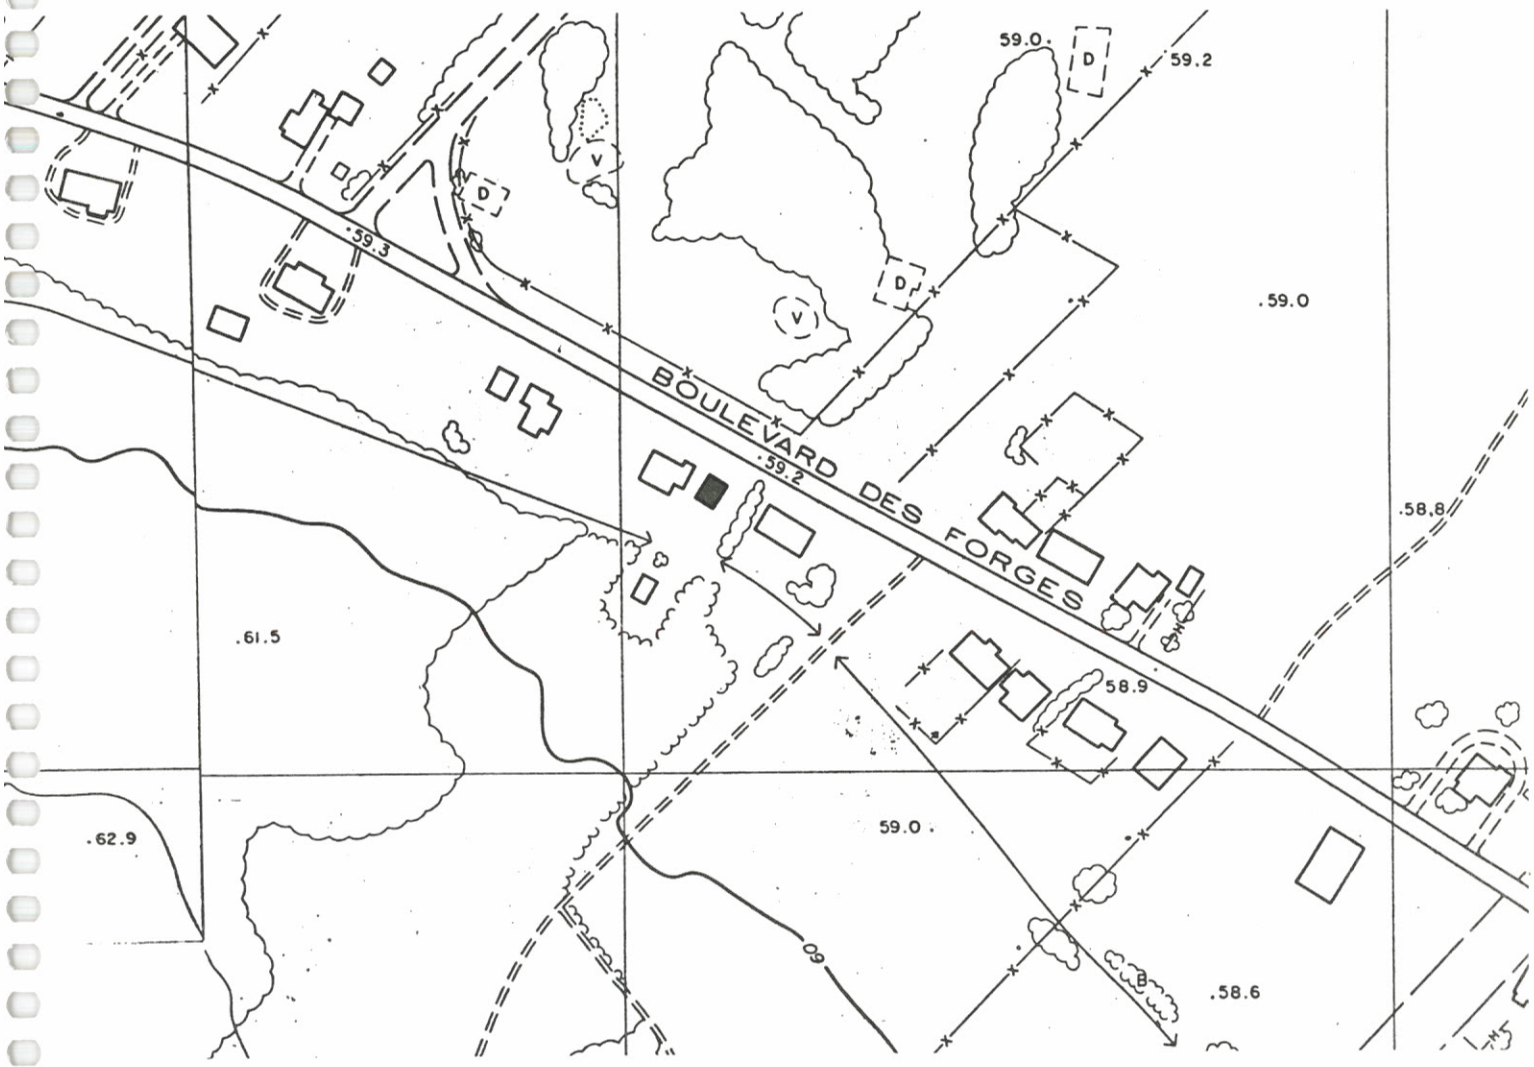 59.0.
D
.59.2
V
D
.59.3
D
.59.0
V
BOULEVARD DES FORGES
.59.2
.58.8
.61.5
H
58.9
.62.9
59.0 .
60
B
.58.6
H